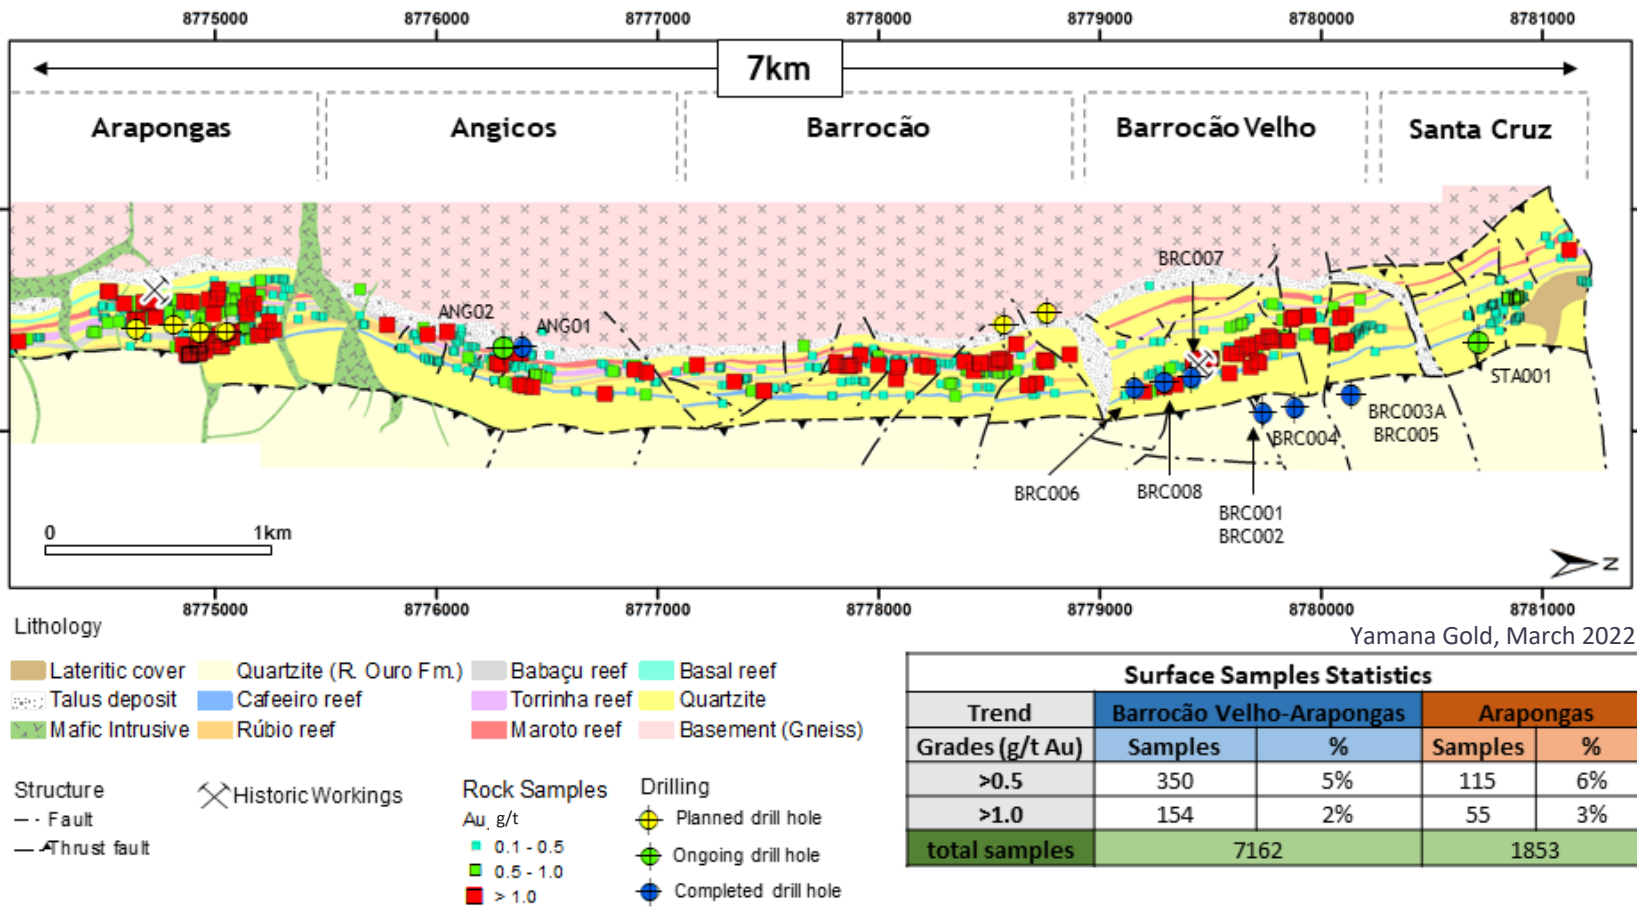 8775000 8776000 8777000 8778000 8779000 8780000 8781000
7km
Arapongas Angicos Barrocão Barrocão Velho Santa Cruz
BRC007
ANG02 ANG01
STA001
BRC003A
BRC005
BRC004
BRC006 BRC008
BRC001
BRC002
0 1km
N
8775000 8776000 8777000 8778000 8779000 8780000 8781000
Yamana Gold, March 2022
Lithology
Lateritic cover Quartzite (R. Ouro Fm.) Babaçu reef Basal reef
Talus deposit Cafeeiro reef Torrinha reef Quartzite
Mafic Intrusive Rúbio reef Maroto reef Basement (Gneiss)
Structure
Fault
Thrust fault
Historic Workings
Rock Samples
Au, g/t
0.1 - 0.5
0.5 - 1.0
> 1.0
Drilling
Planned drill hole
Ongoing drill hole
Completed drill hole
Surface Samples Statistics
Trend Barrocão Velho-Arapongas Arapongas
Grades (g/t Au) Samples % Samples %
>0.5 350 5% 115 6%
>1.0 154 2% 55 3%
total samples 7162 1853